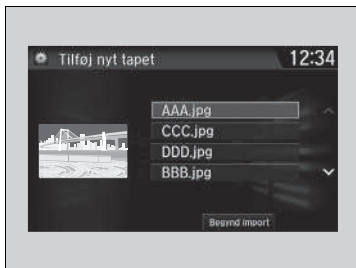 Tilføj nyt tapet
12:34
AAA.jpg
CCC.jpg
DDD.jpg
BBB.jpg
Begynd import